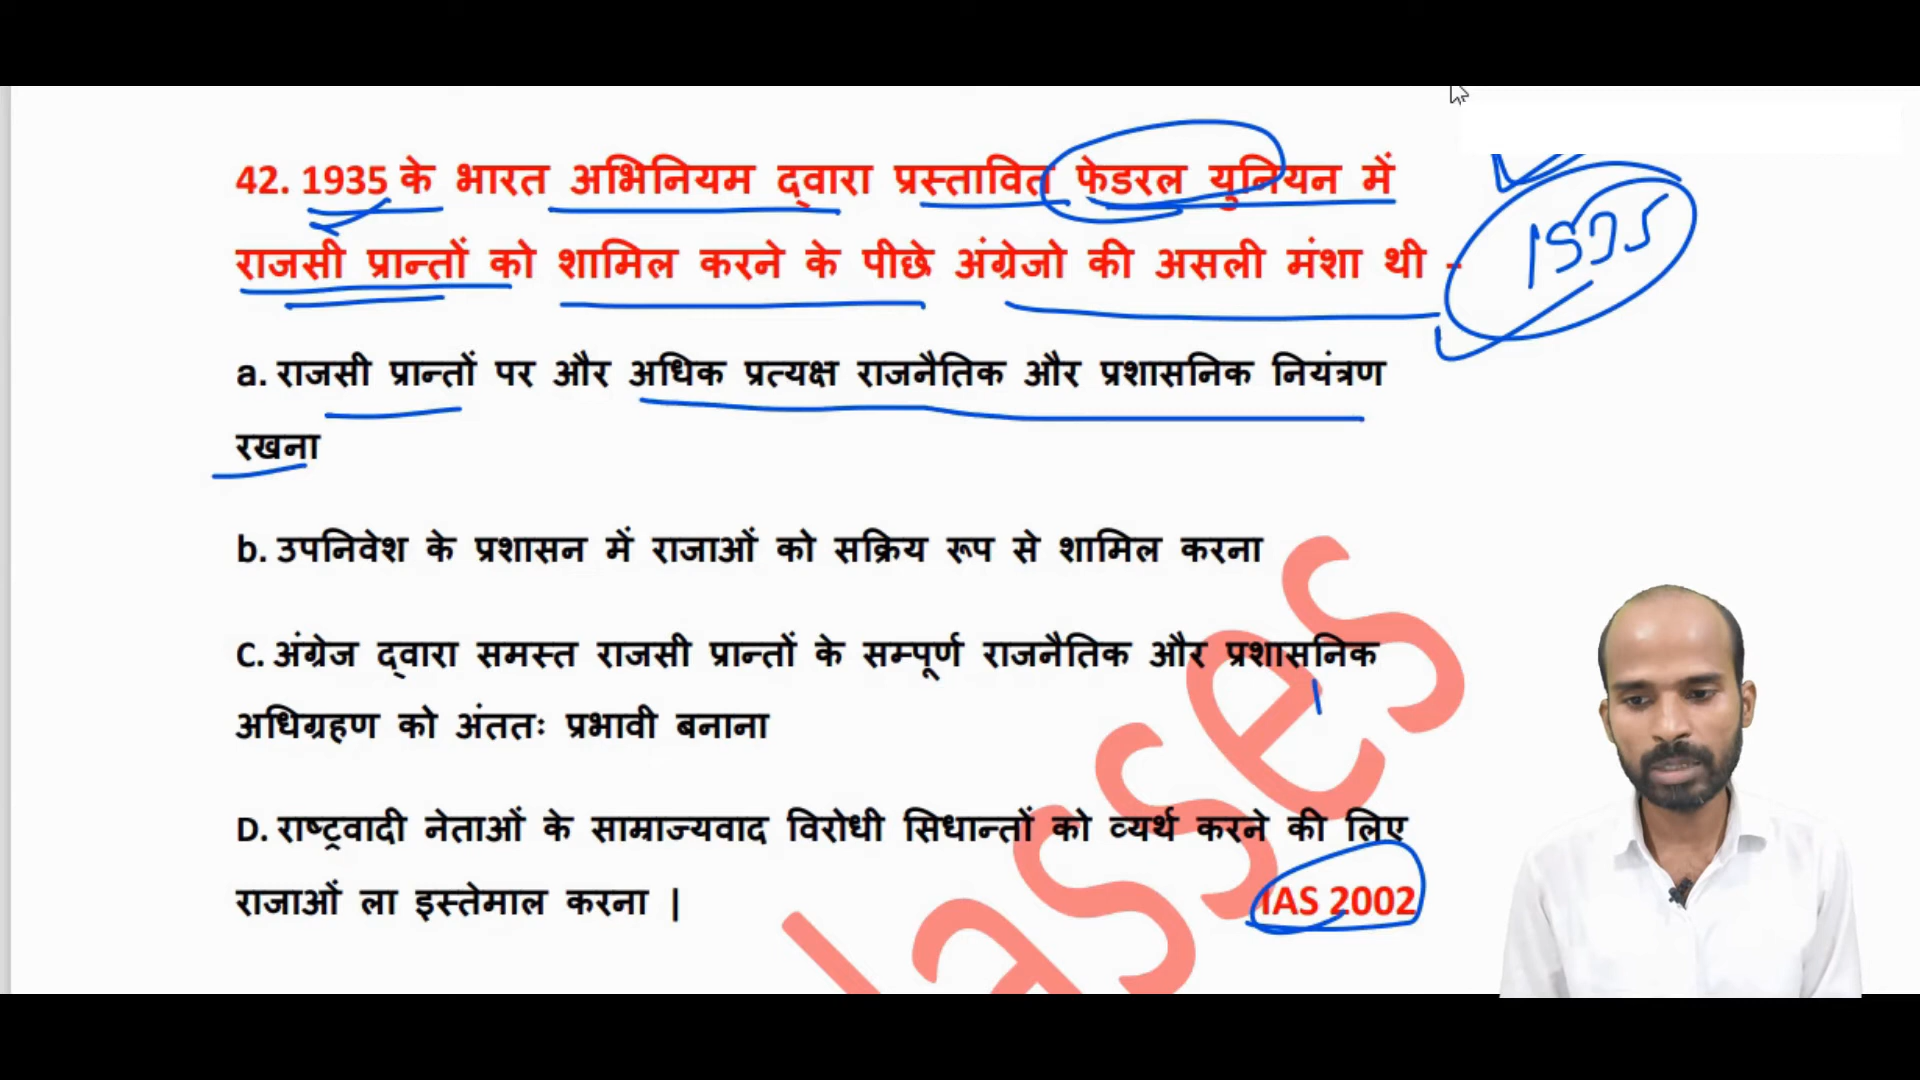 42. 1935 के भारत अभिनियम द्वारा प्रस्तावित फेडरल युनियन में
राजसी प्रान्तों को शामिल करने के पीछे अंग्रेजो की असली मंशा थी -
1935
a. राजसी प्रान्तों पर और अधिक प्रत्यक्ष राजनैतिक और प्रशासनिक नियंत्रण
रखना
b. उपनिवेश के प्रशासन में राजाओं को सक्रिय रूप से शामिल करना
C. अंग्रेज द्वारा समस्त राजसी प्रान्तों के सम्पूर्ण राजनैतिक और प्रशासनिक
अधिग्रहण को अंततः प्रभावी बनाना
D. राष्ट्रवादी नेताओं के साम्राज्यवाद विरोधी सिधान्तों को व्यर्थ करने की लिए
राजाओं ला इस्तेमाल करना |
IAS 2002
lasses